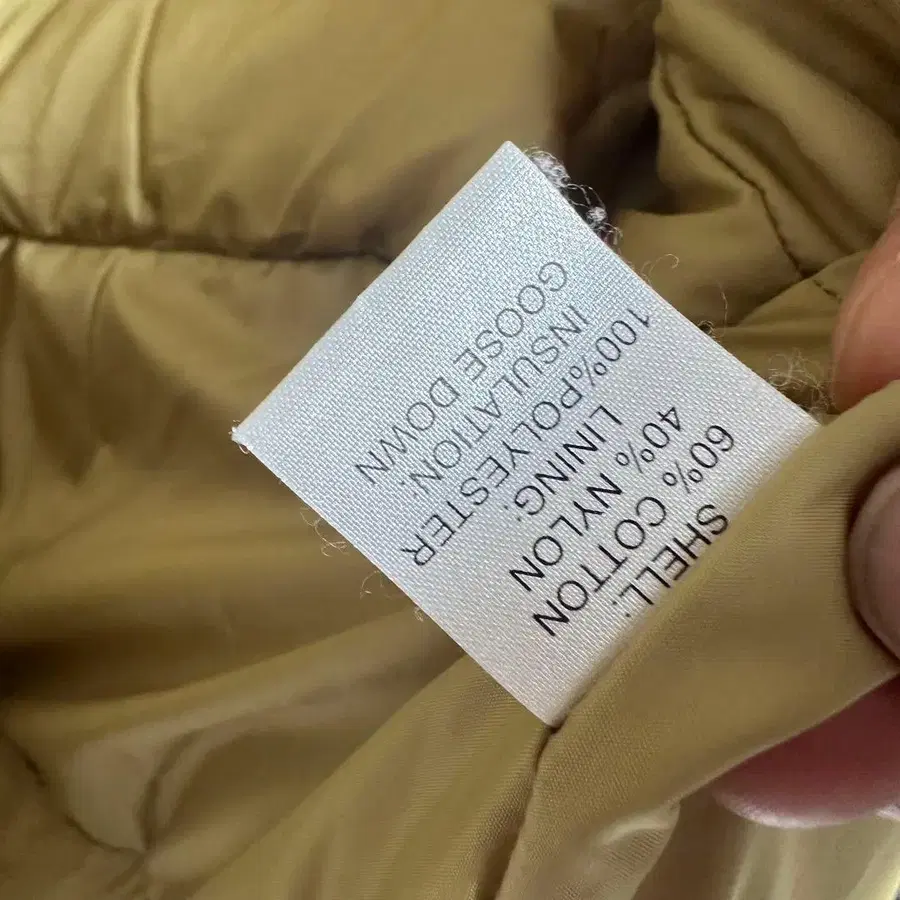 SHELL:
60% COTTON
40% NYLON
LINING:
100%POLYESTER
INSULATION:
GOOSE DOWN